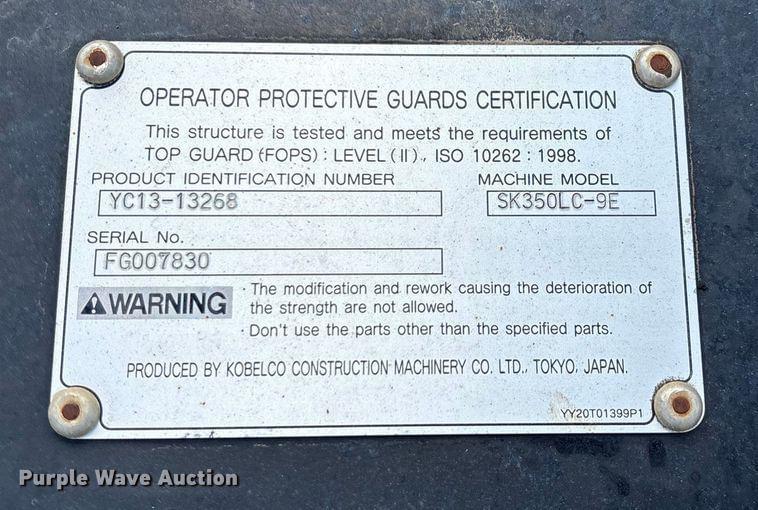 OPERATOR PROTECTIVE GUARDS CERTIFICATION
This structure is tested and meets the requirements of
TOP GUARD (FOPS) : LEVEL (II), ISO 10262 : 1998.
PRODUCT IDENTIFICATION NUMBER MACHINE MODEL
YC13-13268 SK350LC-9E
SERIAL No.
FG007830
WARNING
· The modification and rework causing the deterioration of
the strength are not allowed.
· Don't use the parts other than the specified parts.
PRODUCED BY KOBELCO CONSTRUCTION MACHINERY CO. LTD., TOKYO, JAPAN.
YY20T01399P1
Purple Wave Auction